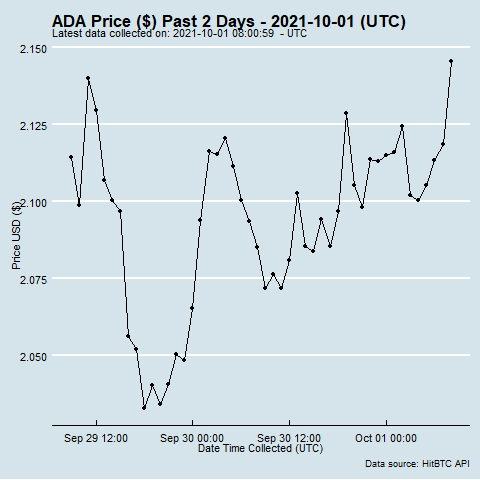 ADA Price ($) Past 2 Days - 2021-10-01 (UTC)
Latest data collected on: 2021-10-01 08:00:59 - UTC
2.150
2.125
2.100
2.075
2.050
Price USD ($)
Sep 29 12:00 Sep 30 00:00 Sep 30 12:00 Oct 01 00:00
Date Time Collected (UTC)
Data source: HitBTC API